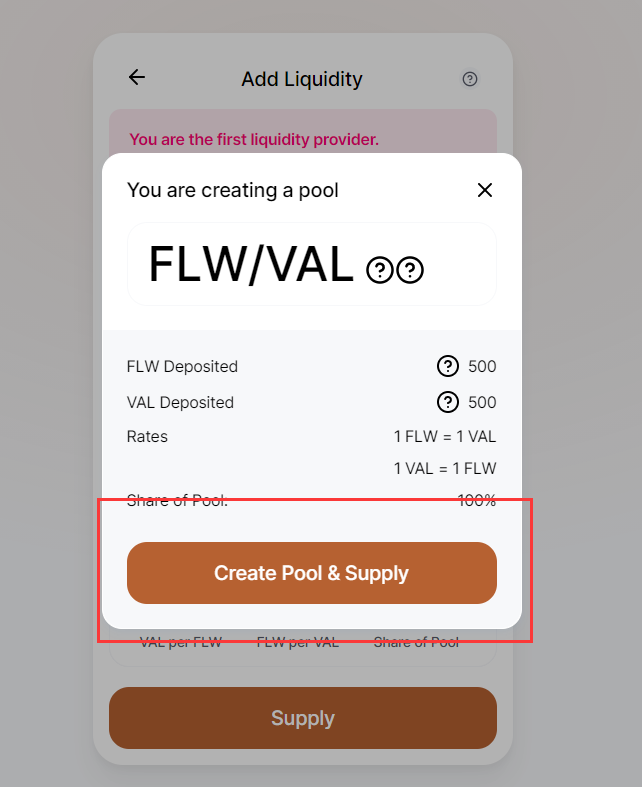 Add Liquidity
You are the first liquidity provider.
You are creating a pool
FLW/VAL
FLW Deposited 500
VAL Deposited 500
Rates 1 FLW = 1 VAL
1 VAL = 1 FLW
Share of Pool: 100%
Create Pool & Supply
VAL per FLW FLW per VAL Share of Pool
Supply